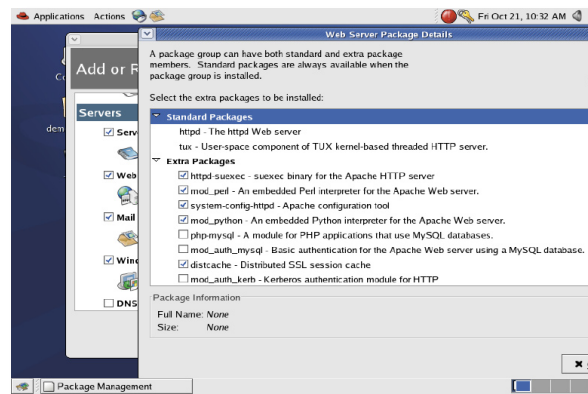 Applications Actions
Fri Oct 21, 10:32 AM
Web Server Package Details
Add or R
A package group can have both standard and extra package
members. Standard packages are always available when the
package group is installed.
Select the extra packages to be installed:
Servers
Standard Packages
httpd - The httpd Web server
tux - User-space component of TUX kernel-based threaded HTTP server.
Extra Packages
httpd-suexec - suexec binary for the Apache HTTP server
mod_perl - An embedded Perl interpreter for the Apache Web server.
system-config-httpd - Apache configuration tool
mod_python - An embedded Python interpreter for the Apache Web server.
php-mysql - A module for PHP applications that use MySQL databases.
mod_auth_mysql - Basic authentication for the Apache Web server using a MySQL database.
distcache - Distributed SSL session cache
mod_auth_kerb - Kerberos authentication module for HTTP
dem
Serv
Web
Mail
Wind
DNS
Package Information
Full Name: None
Size: None
Package Management